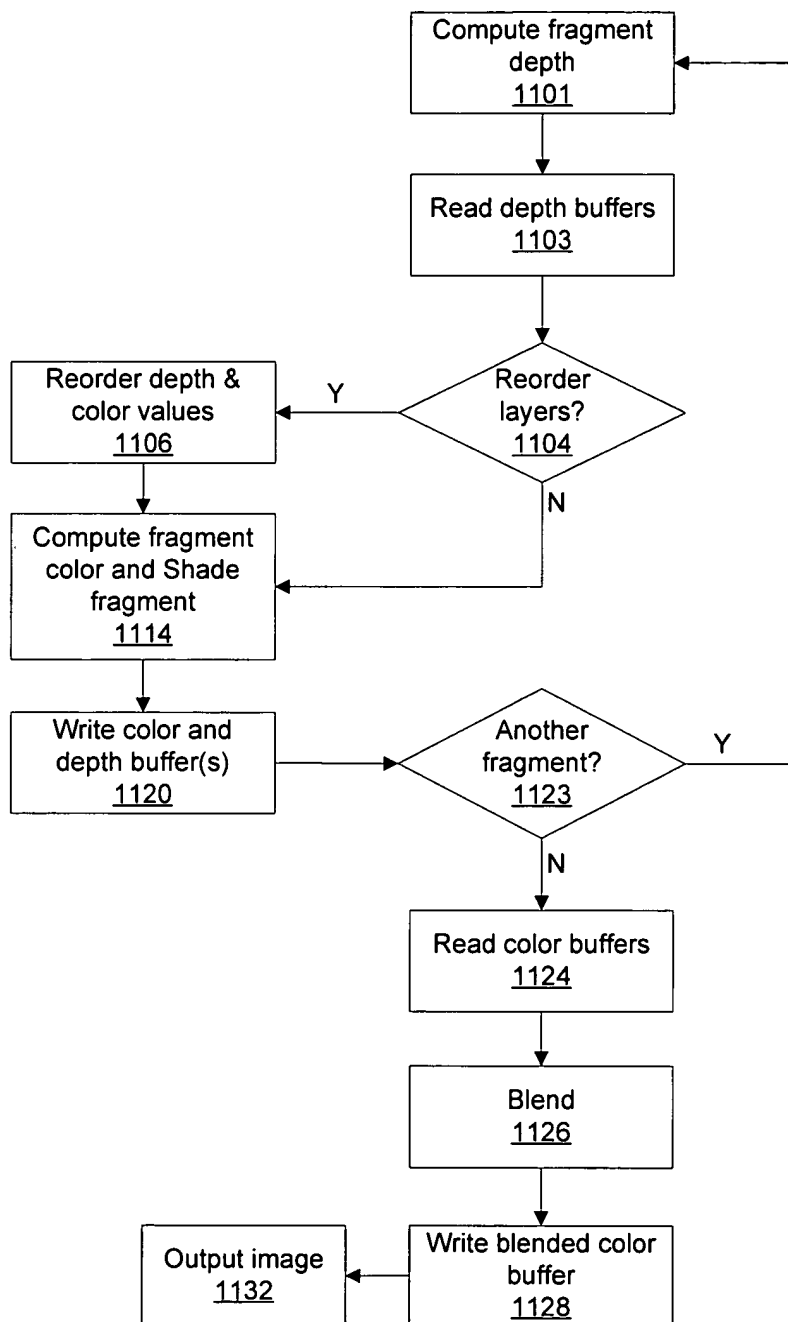 Compute fragment
depth
1101
Read depth buffers
1103
Reorder
layers?
1104
Y
N
Reorder depth &
color values
1106
Compute fragment
color and Shade
fragment
1114
Write color and
depth buffer(s)
1120
Another
fragment?
1123
Y
N
Read color buffers
1124
Blend
1126
Write blended color
buffer
1128
Output image
1132